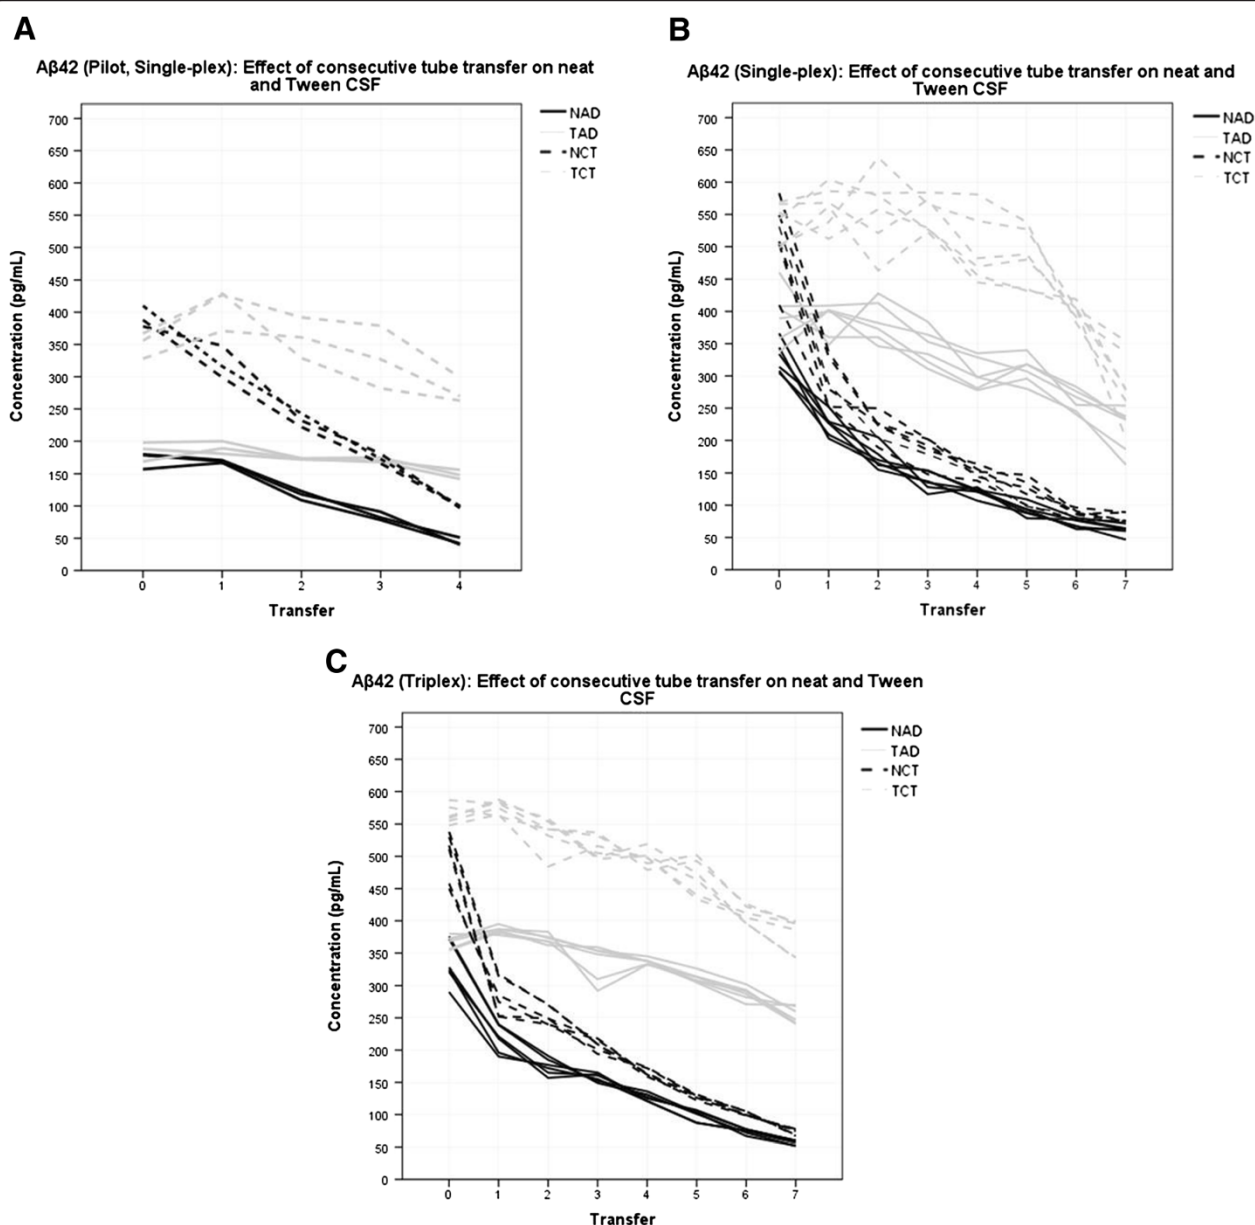 A
Aβ42 (Pilot, Single-plex): Effect of consecutive tube transfer on neat
and Tween CSF
Concentration (pg/mL)
700
650
600
550
500
450
400
350
300
250
200
150
100
50
0
0 1 2 3 4
Transfer
NAD
TAD
NCT
TCT
B
Aβ42 (Single-plex): Effect of consecutive tube transfer on neat and
Tween CSF
Concentration (pg/mL)
700
650
600
550
500
450
400
350
300
250
200
150
100
50
0
0 1 2 3 4 5 6 7
Transfer
NAD
TAD
NCT
TCT
C
Aβ42 (Triplex): Effect of consecutive tube transfer on neat and Tween
CSF
Concentration (pg/mL)
700
650
600
550
500
450
400
350
300
250
200
150
100
50
0
0 1 2 3 4 5 6 7
Transfer
NAD
TAD
NCT
TCT